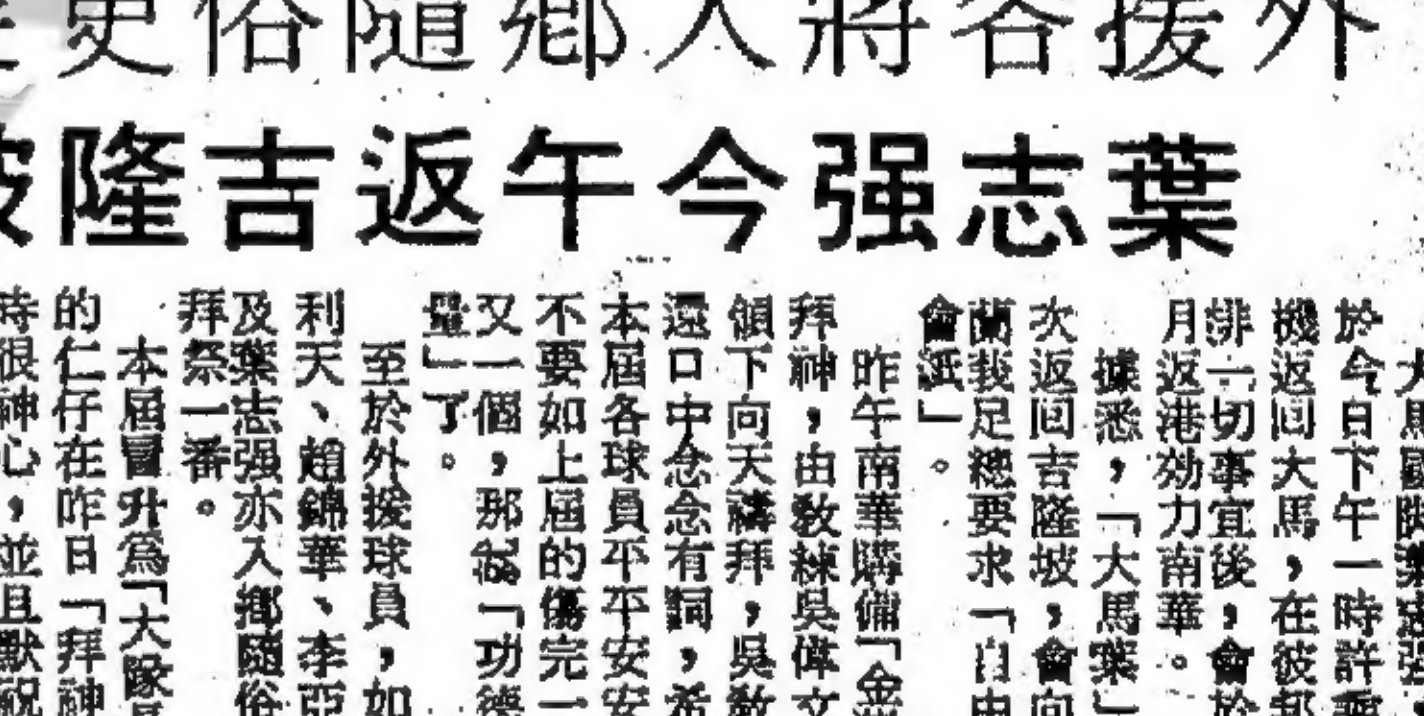 外援各將入鄉隨俗
葉志强今午返吉隆坡
於今日下午一時許
機返回大馬，在彼邦
排一切事宜後，會於
月返港効力南華。
據悉，「大馬葉」
次返回吉隆坡，會向
蘭我足總要求「自由
會紙」。
昨午南華購備「金
拜神，由教練吳偉文
領下向天禱拜，吳教
還口中念念有詞，希
本屆各球員平平安安
不要如上屆的傷完一
又一個，那就「功德
量」了。
至於外援球員，如
利天、趙錦華、李亞
及葉志强亦入鄉隨俗
拜祭一番。
本屆冒升爲「大隊
的仁仔在昨日「拜神
時很神心，並且默祝